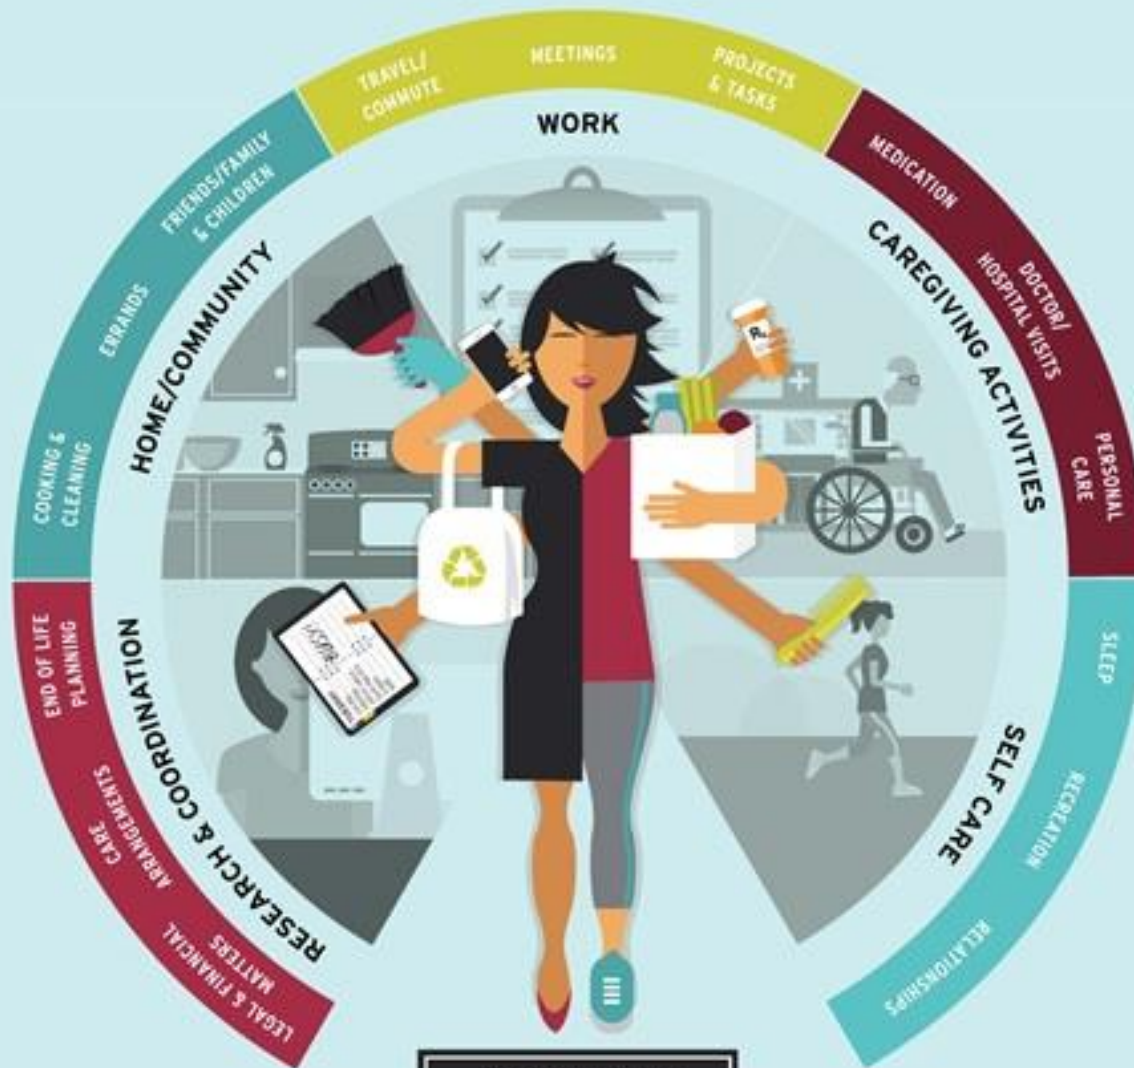 TRAVEL/
COMMUTE
MEETINGS
PROJECTS
& TASKS
WORK
FRIENDS/FAMILY
& CHILDREN
ERRANDS
COOKING &
CLEANING
HOME/COMMUNITY
MEDICATION
DOCTOR/
HOSPITAL VISITS
PERSONAL
CARE
CAREGIVING ACTIVITIES
END OF LIFE
PLANNING
CARE
ARRANGEMENTS
LEGAL & FINANCIAL
MATTERS
RESEARCH & COORDINATION
SLEEP
RECREATION
RELATIONSHIPS
SELF CARE